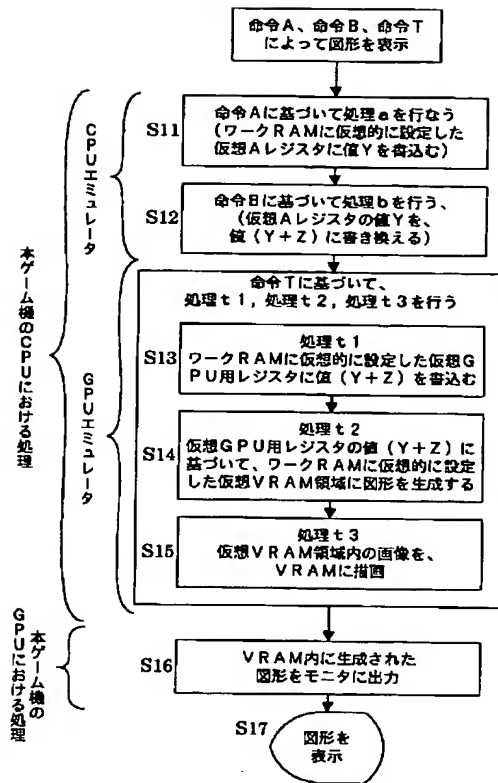 命令A、命令B、命令T
によって図形を表示
S11
命令Aに基づいて処理aを行なう
(ワークRAMに仮想的に設定した
仮想Aレジスタに値Yを書込む)
S12
命令Bに基づいて処理bを行う、
(仮想Aレジスタの値Yを、
値(Y+Z)に書き換える)
命令Tに基づいて、
処理t1,処理t2,処理t3を行う
S13
処理t1
ワークRAMに仮想的に設定した仮想G
PU用レジスタに値(Y+Z)を書込む
S14
処理t2
仮想GPU用レジスタの値(Y+Z)に
基づいて、ワークRAMに仮想的に設定
した仮想VRAM領域に図形を生成する
S15
処理t3
仮想VRAM領域内の画像を、
VRAMに描画
S16
VRAM内に生成された
図形をモニタに出力
S17
図形を
表示
CPUエミュレータ
GPUエミュレータ
本ゲーム機のCPUにおける処理
本ゲーム機の
GPUにおける処理